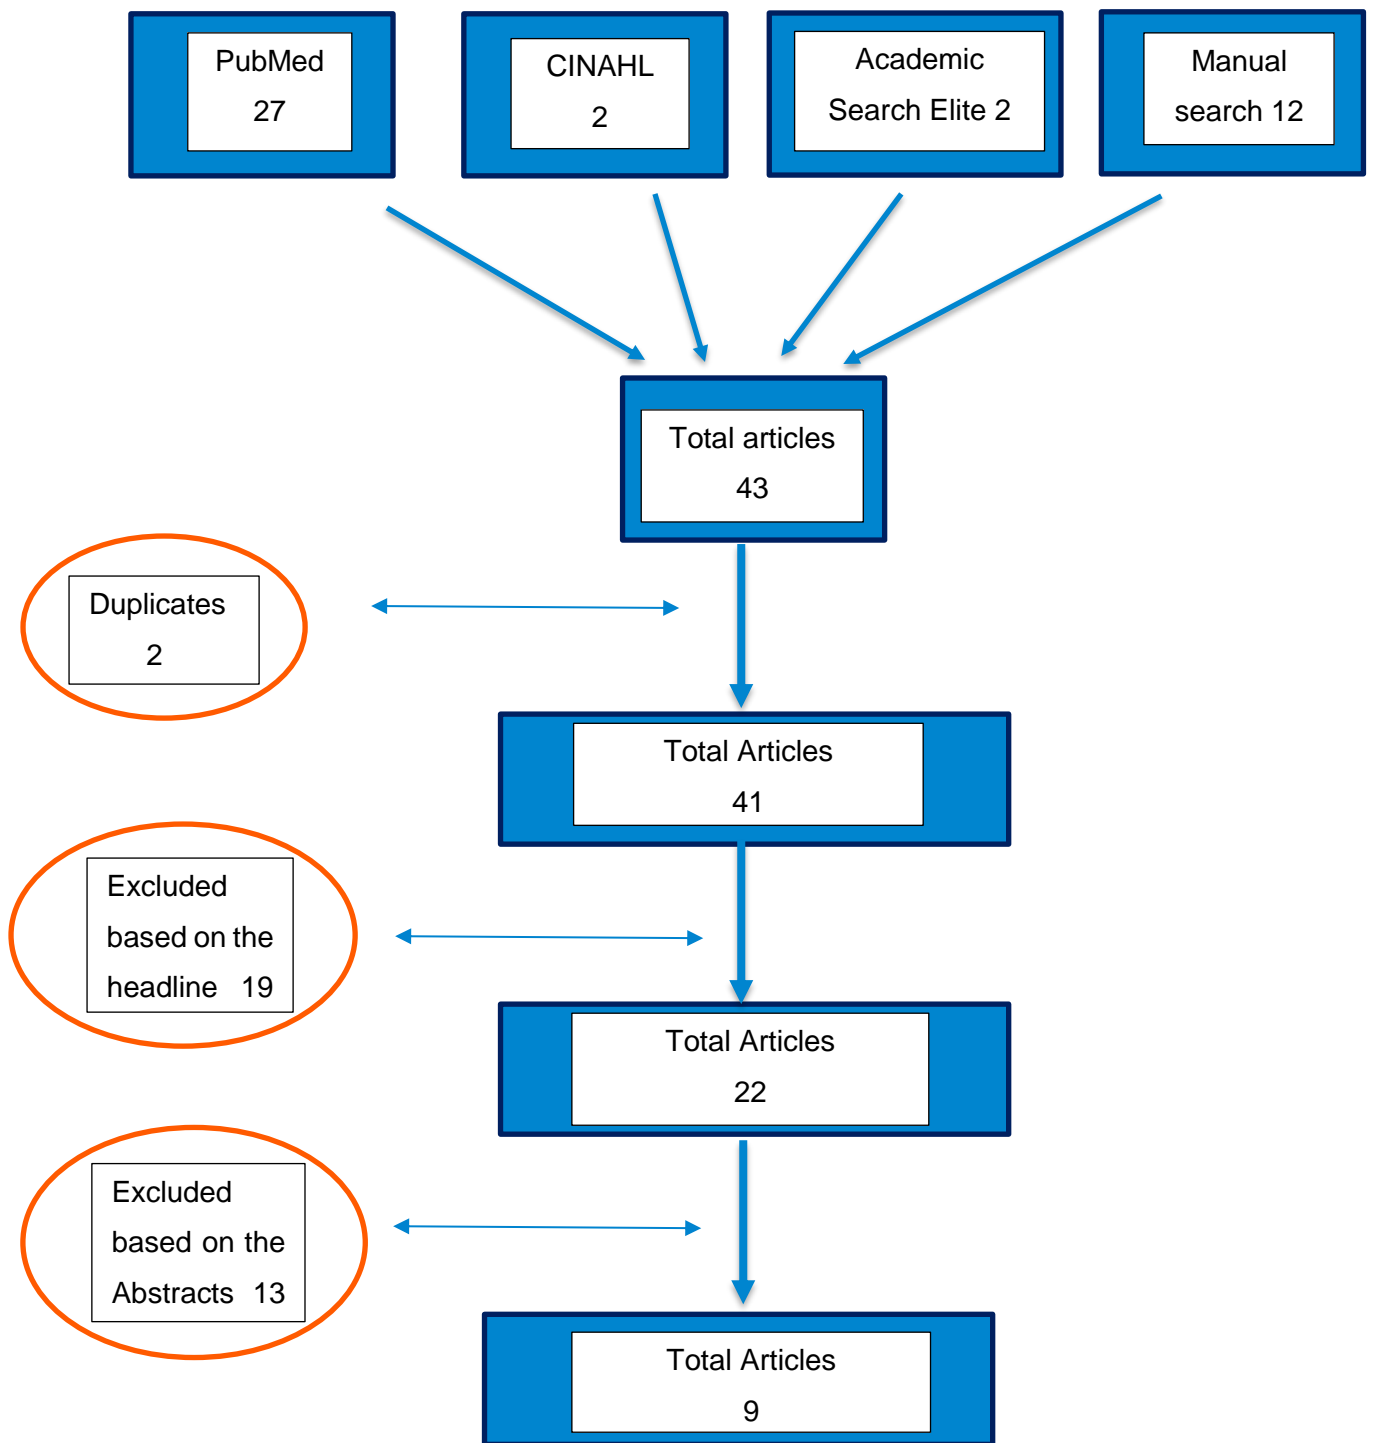 PubMed
27
CINAHL
2
Academic
Search Elite 2
Manual
search 12
Total articles
43
Duplicates
2
Total Articles
41
Excluded
based on the
headline 19
Total Articles
22
Excluded
based on the
Abstracts 13
Total Articles
9